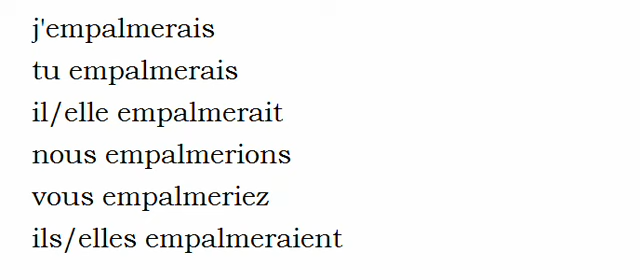 j'empalmerais
tu empalmerais
il/elle empalmerait
nous empalmerions
vous empalmeriez
ils/elles empalmeraient